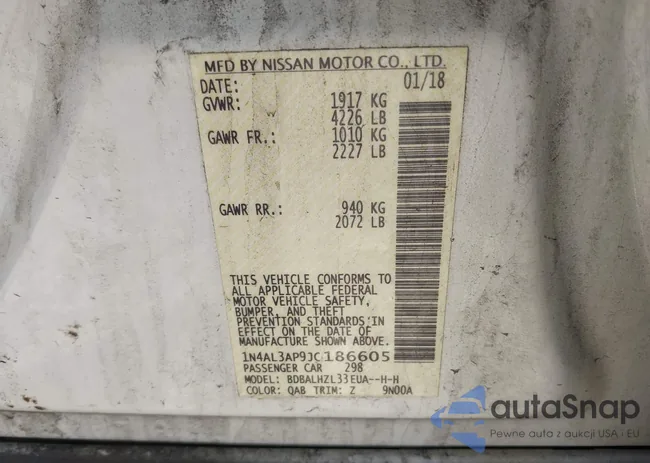 MFD BY NISSAN MOTOR CO., LTD.
DATE: 01/18
GVWR: 1917 KG
4226 LB
GAWR FR.: 1010 KG
2227 LB
GAWR RR.: 940 KG
2072 LB
THIS VEHICLE CONFORMS TO
ALL APPLICABLE FEDERAL
MOTOR VEHICLE SAFETY,
BUMPER, AND THEFT
PREVENTION STANDARDS
IN EFFECT ON THE DATE OF
MANUFACTURE SHOWN ABOVE.
1N4AL3AP9JC186605
PASSENGER CAR 298
MODEL: BDBALHZL33EUA--H-H
COLOR: QAB TRIM: Z 9N00A
autaSnap
Pewne auto z aukcji USA i EU